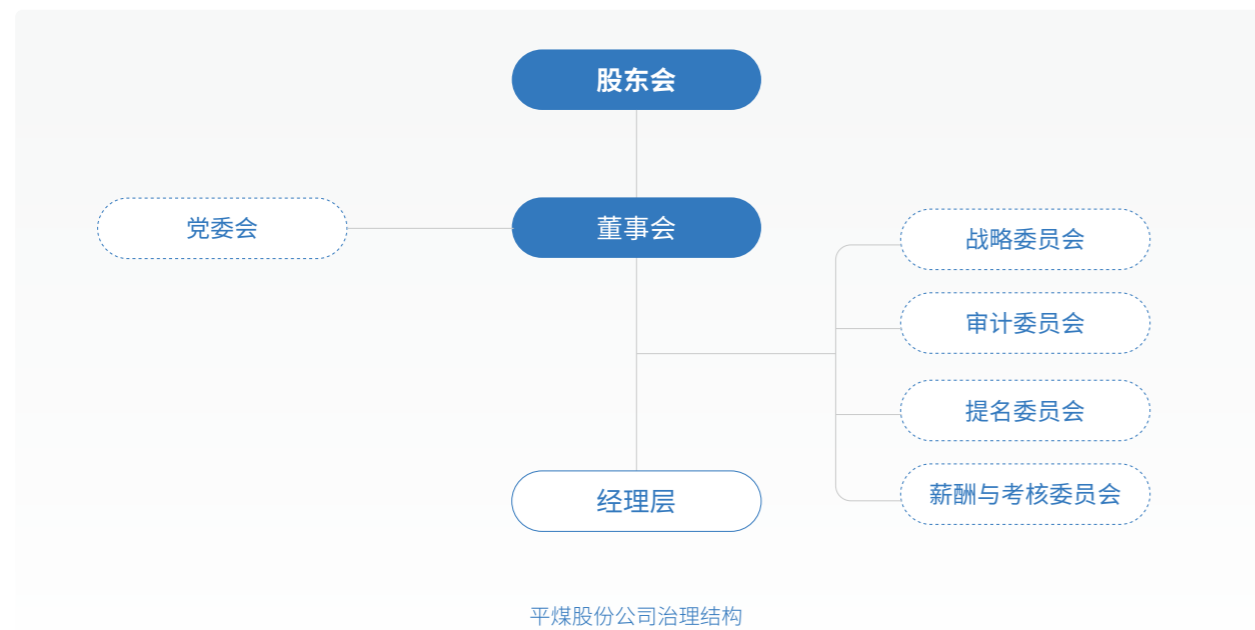 股东会
党委会
董事会
战略委员会
审计委员会
提名委员会
薪酬与考核委员会
经理层
平煤股份公司治理结构